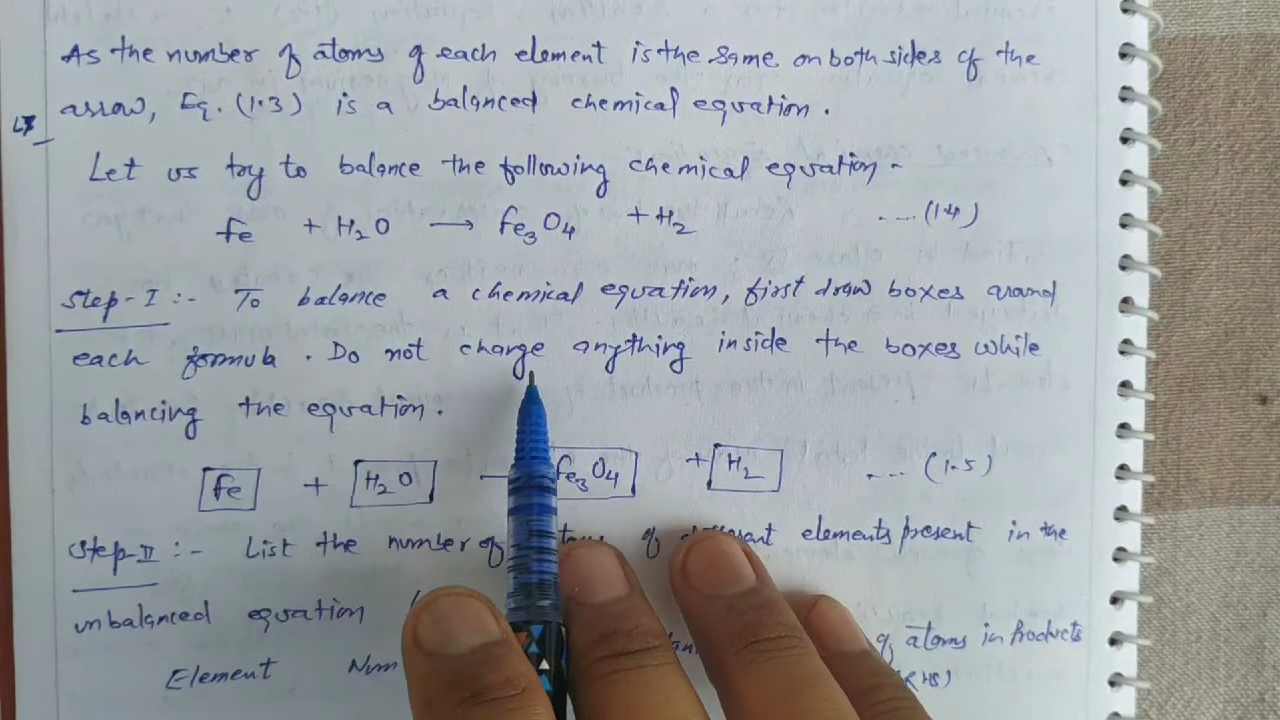 As the number of atoms of each element is the same on both sides of the
arrow, Eq. (1.3) is a balanced chemical equation.
L3
Let us try to balance the following chemical equation -
Fe + H₂O → Fe₃O₄ + H₂ ....(1.4)
Step-I :- To balance a chemical equation, first draw boxes around
each formula. Do not change anything inside the boxes while
balancing the equation.
Fe + H₂O Fe₃O₄ + H₂ .... (1.5)
Step-II :- List the number of of different elements present in the
unbalanced equation
of atoms in Products
Element